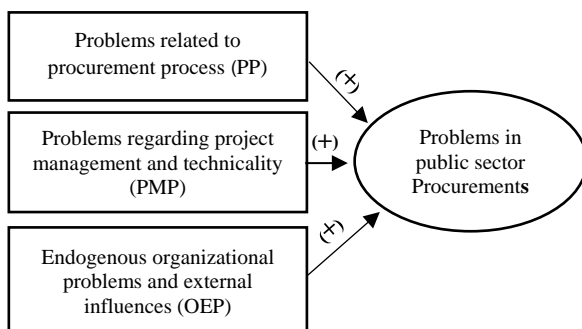 Problems related to
procurement process (PP)
(+)
Problems regarding project
management and technicality
(PMP)
(+)
Problems in
public sector
Procurements
Endogenous organizational
problems and external
influences (OEP)
(+)